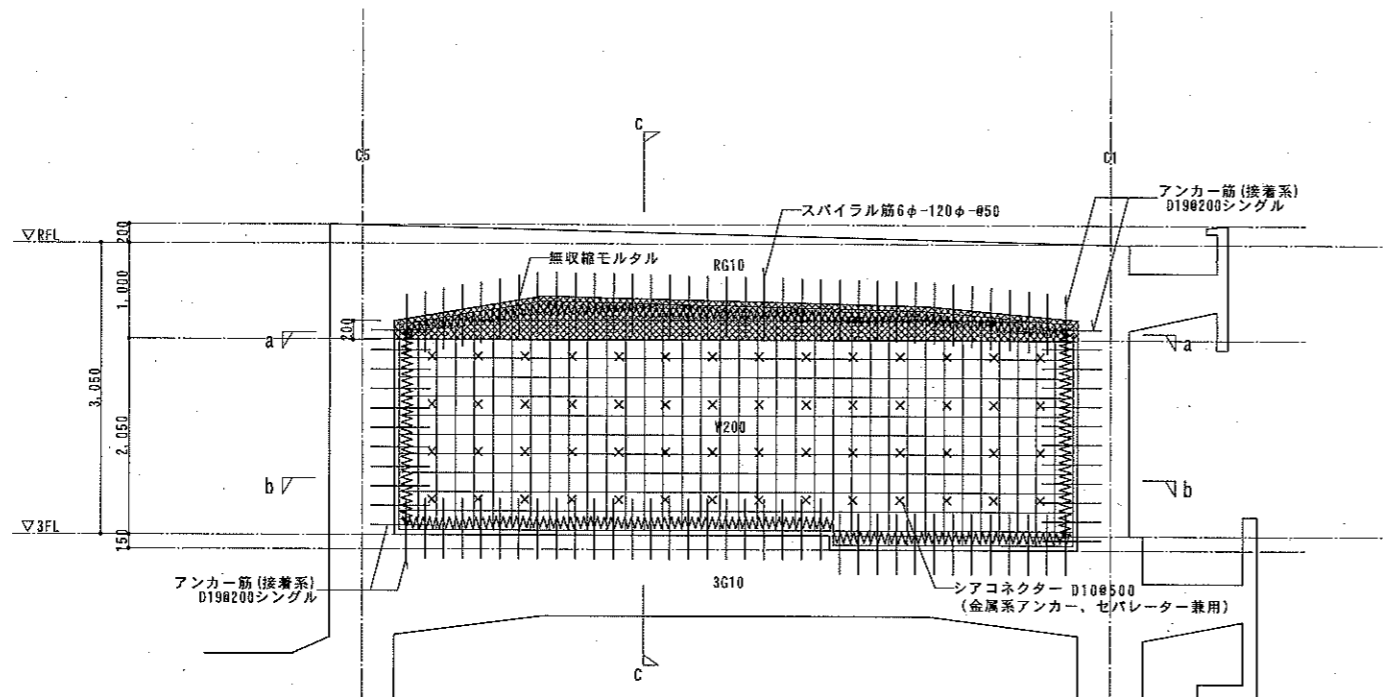 C
C5
C1
アンカー筋(接着系)
D19@200シングル
スパイラル筋6φ-120φ-@50
▽RFL
200
無収縮モルタル
RG10
1,000
200
a
a
3,050
W200
2,050
b
b
▽3FL
150
アンカー筋(接着系)
D19@200シングル
3G10
シアコネクター D10@500
(金属系アンカー、セパレーター兼用)
C